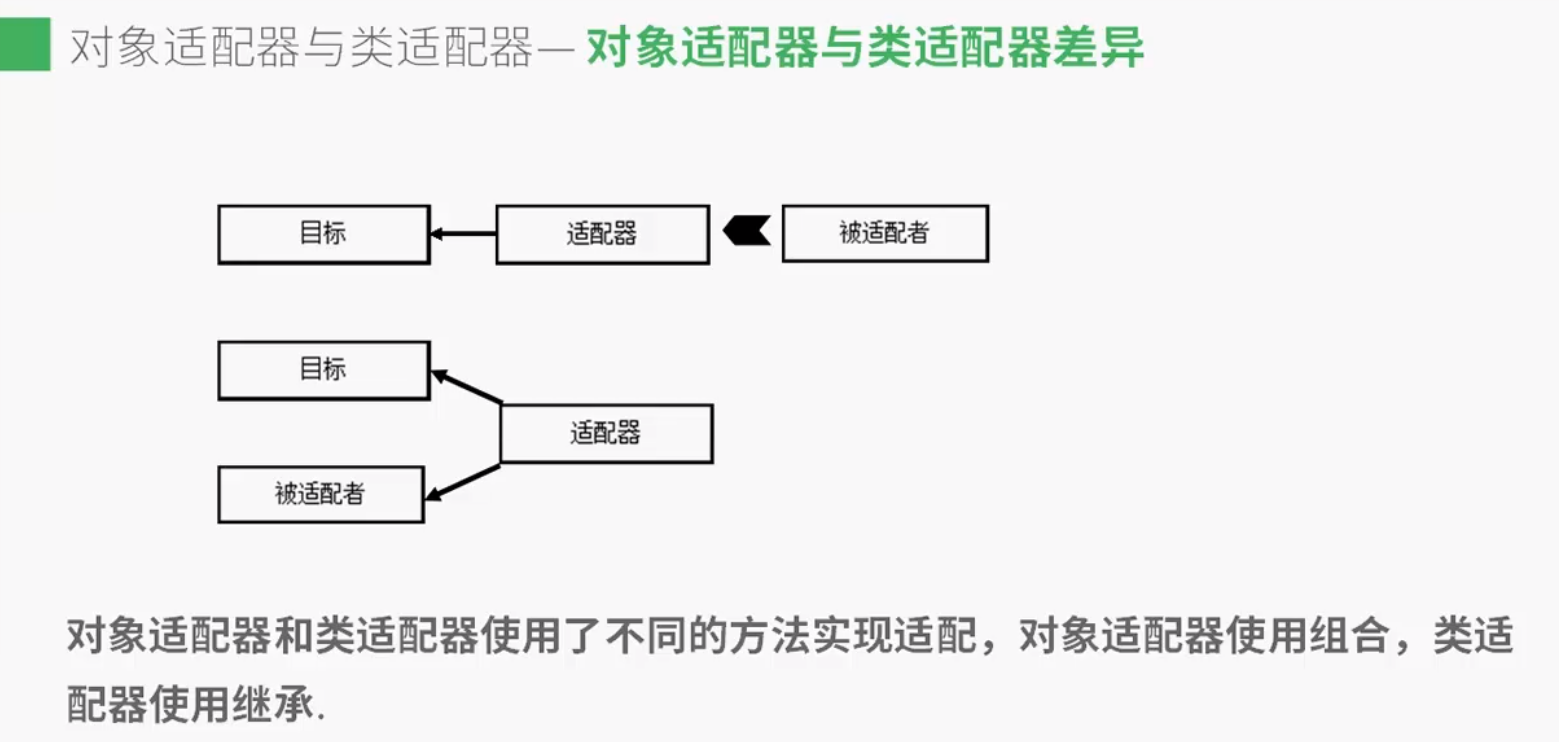 对象适配器与类适配器— 对象适配器与类适配器差异
目标
适配器
被适配者
目标
适配器
被适配者
对象适配器和类适配器使用了不同的方法实现适配，对象适配器使用组合，类适
配器使用继承.